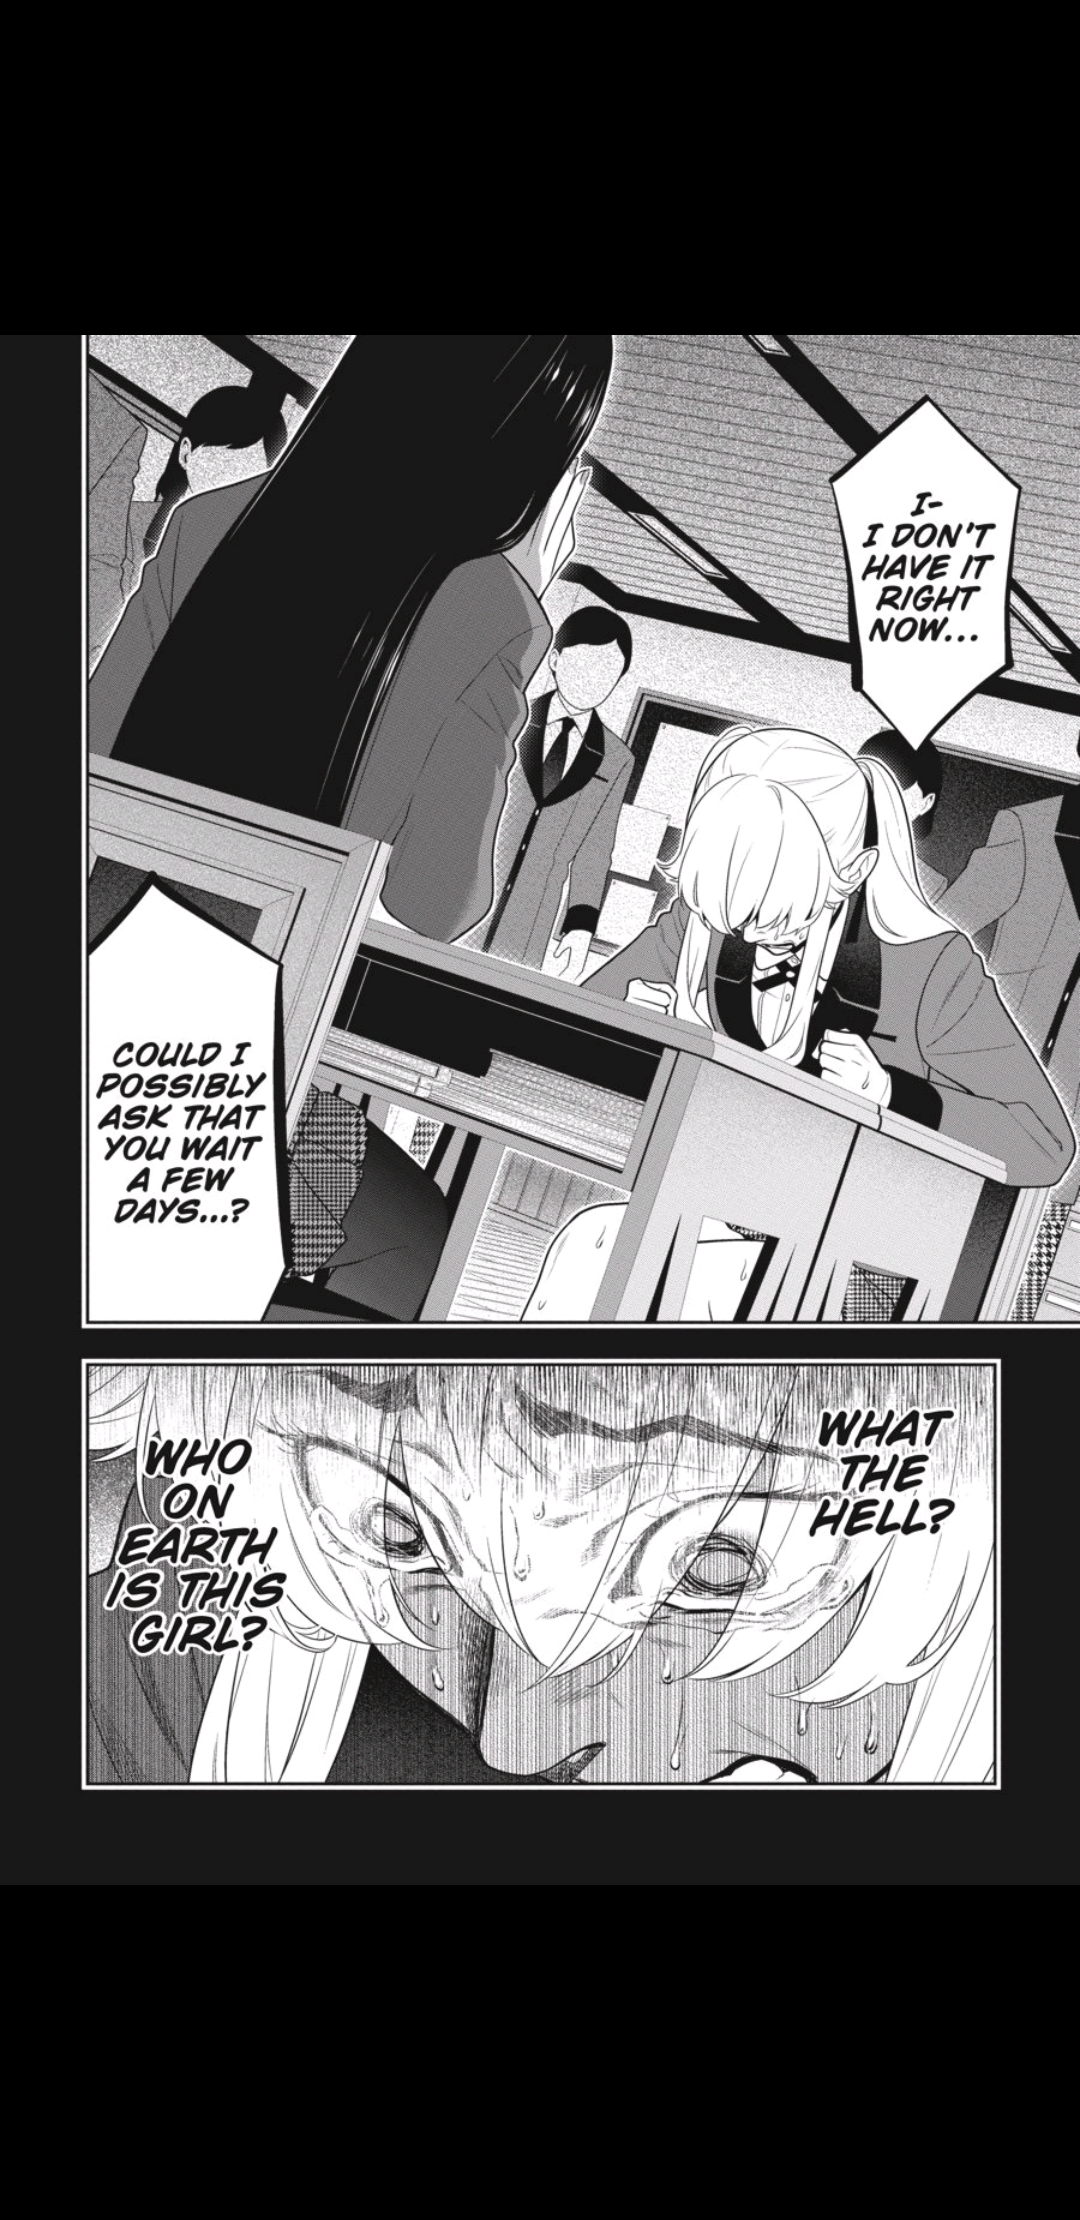 I-
I DON'T
HAVE IT
RIGHT
NOW...
COULD I
POSSIBLY
ASK THAT
YOU WAIT
A FEW
DAYS...?
WHAT
THE
HELL?
WHO
ON
EARTH
IS THIS
GIRL?